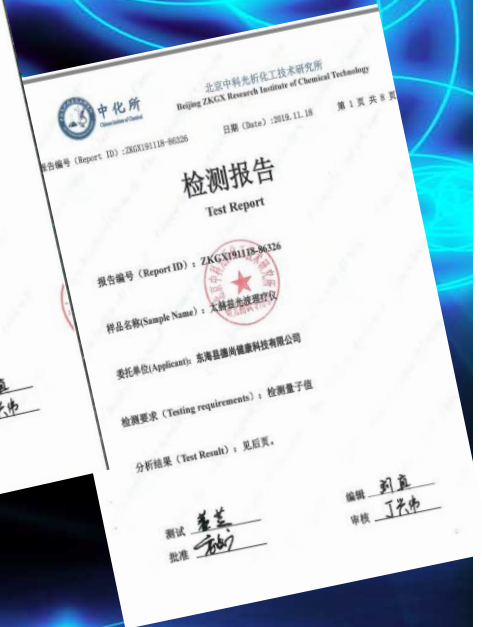 中化所
北京中科光析化工技术研究所
Beijing ZKGX Research Institute of Chemical Technology
报告编号（Report ID）:ZKGX191118-86326
日期（Date）:2019.11.18
第 1 页 共 8 页
检测报告
Test Report
报告编号（Report ID）：ZKGX191118-86326
样品名称(Sample Name)：太赫兹光波理疗仪
委托单位(Applicant): 东海县德尚健康科技有限公司
检测要求（Testing requirements）：检测量子值
分析结果（Test Result）：见后页。
测试
编辑
批准
审核